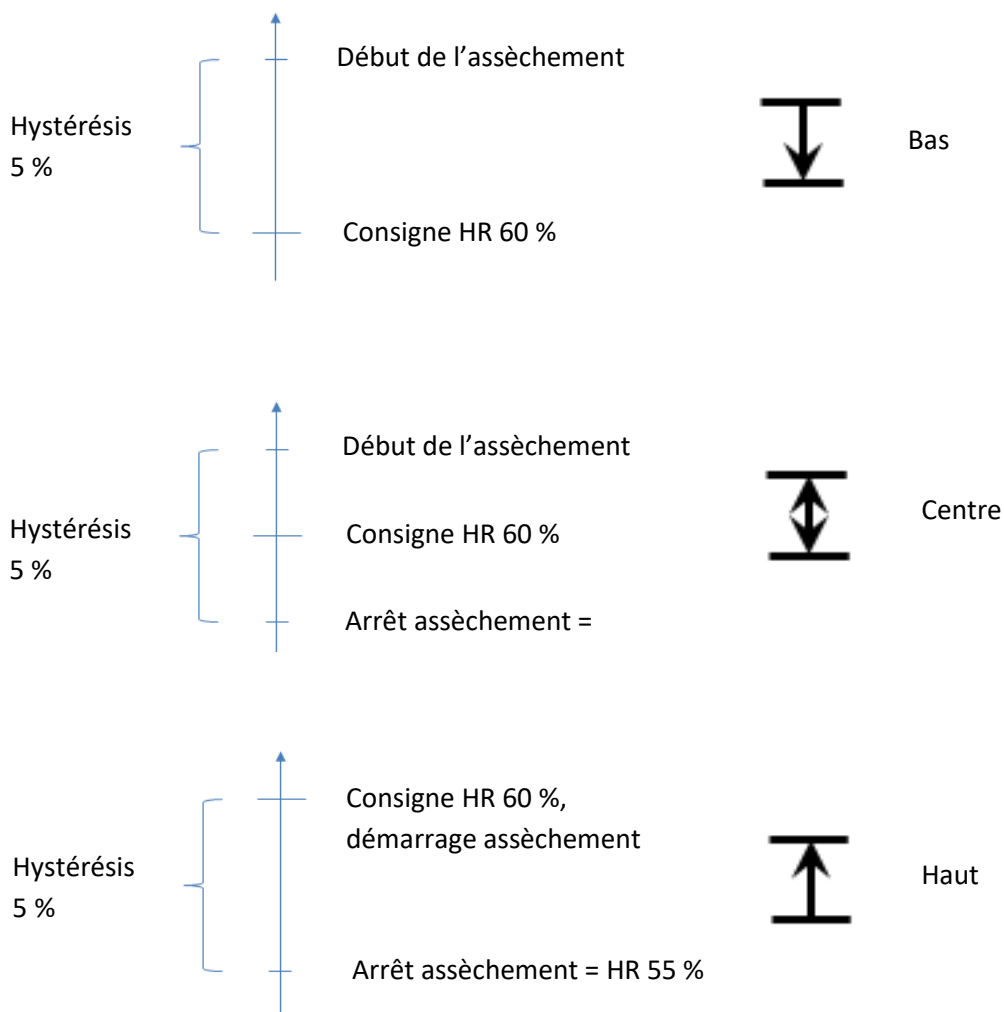 Début de l’assèchement
Hystérésis
5 %
Bas
Consigne HR 60 %
Début de l’assèchement
Centre
Hystérésis
5 %
Consigne HR 60 %
Arrêt assèchement =
Consigne HR 60 %,
démarrage assèchement
Hystérésis
5 %
Haut
Arrêt assèchement = HR 55 %